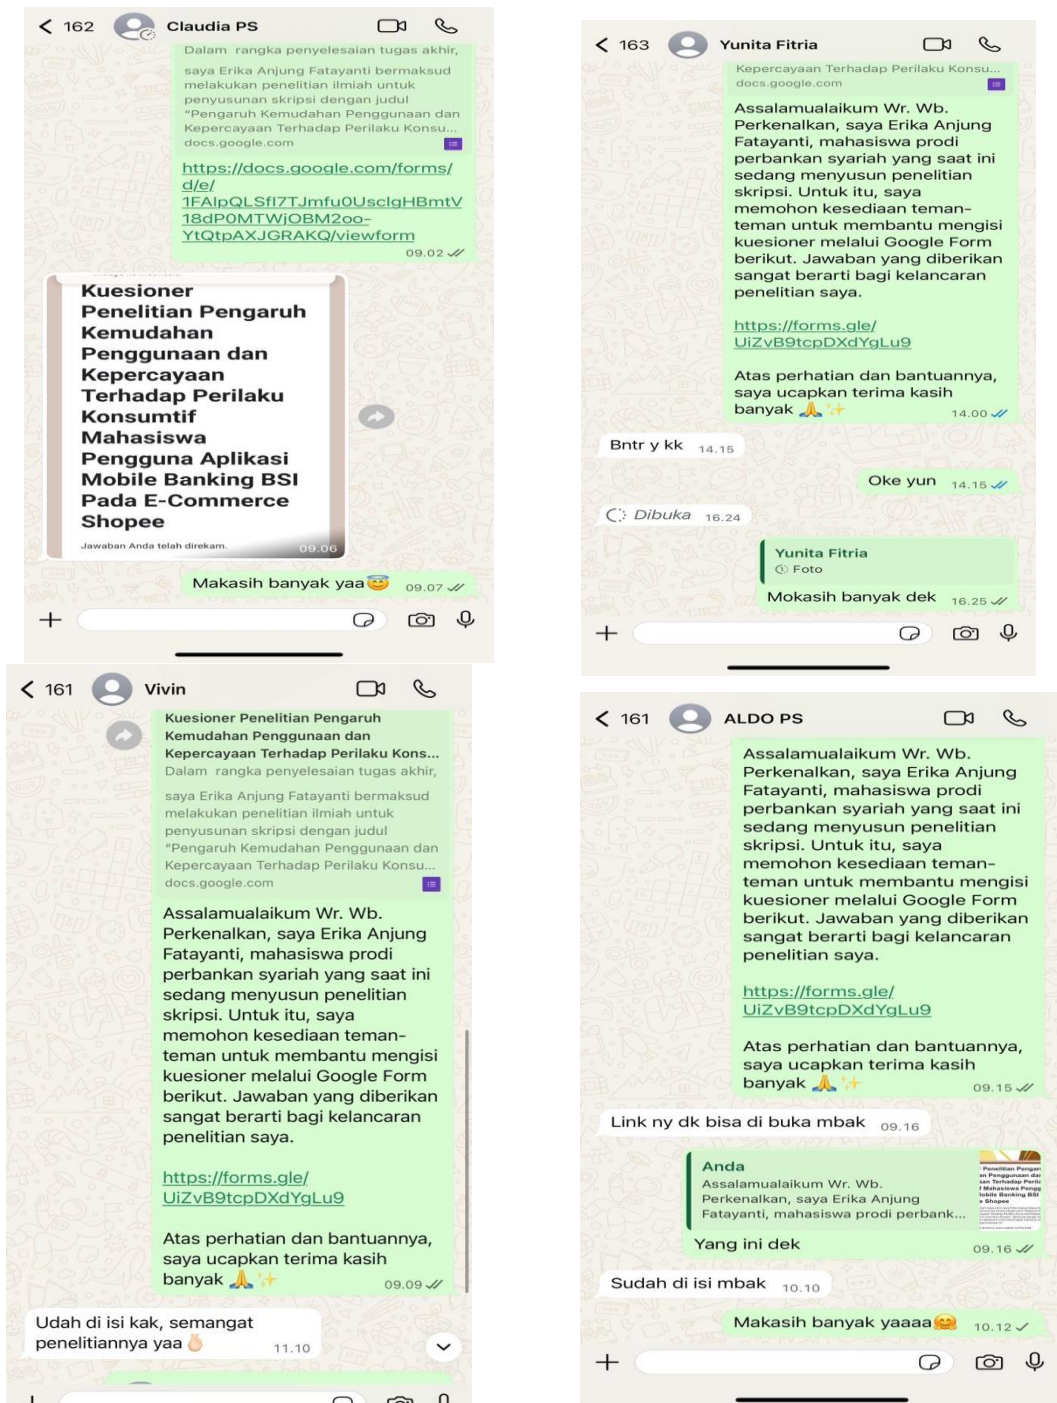 162
Claudia PS
Dalam rangka penyelesaian tugas akhir,
saya Erika Anjung Fatayanti bermaksud
melakukan penelitian ilmiah untuk
penyusunan skripsi dengan judul
"Pengaruh Kemudahan Penggunaan dan
Kepercayaan Terhadap Perilaku Konsu...
docs.google.com
https://docs.google.com/forms/
d/e/
1FAIpQLSfI7TJmfu0UsclgHBmtV
18dP0MTWjOBM2oo-
YtQtpAXJGRAKQ/viewform
09.02
Kuesioner
Penelitian Pengaruh
Kemudahan
Penggunaan dan
Kepercayaan
Terhadap Perilaku
Konsumtif
Mahasiswa
Pengguna Aplikasi
Mobile Banking BSI
Pada E-Commerce
Shopee
Jawaban Anda telah direkam.
09.06
Makasih banyak yaa😇 09.07
163
Yunita Fitria
Kepercayaan Terhadap Perilaku Konsu...
docs.google.com
Assalamualaikum Wr. Wb.
Perkenalkan, saya Erika Anjung
Fatayanti, mahasiswa prodi
perbankan syariah yang saat ini
sedang menyusun penelitian
skripsi. Untuk itu, saya
memohon kesediaan teman-
teman untuk membantu mengisi
kuesioner melalui Google Form
berikut. Jawaban yang diberikan
sangat berarti bagi kelancaran
penelitian saya.
https://forms.gle/
UiZvB9tcpDXdYgLu9
Atas perhatian dan bantuannya,
saya ucapkan terima kasih
banyak 🙏✨ 14.00
Bntr y kk 14.15
Oke yun 14.15
Dibuka 16.24
Yunita Fitria
Foto
Mokasih banyak dek 16.25
161
Vivin
Kuesioner Penelitian Pengaruh
Kemudahan Penggunaan dan
Kepercayaan Terhadap Perilaku Kons...
Dalam rangka penyelesaian tugas akhir,
saya Erika Anjung Fatayanti bermaksud
melakukan penelitian ilmiah untuk
penyusunan skripsi dengan judul
"Pengaruh Kemudahan Penggunaan dan
Kepercayaan Terhadap Perilaku Konsu...
docs.google.com
Assalamualaikum Wr. Wb.
Perkenalkan, saya Erika Anjung
Fatayanti, mahasiswa prodi
perbankan syariah yang saat ini
sedang menyusun penelitian
skripsi. Untuk itu, saya
memohon kesediaan teman-
teman untuk membantu mengisi
kuesioner melalui Google Form
berikut. Jawaban yang diberikan
sangat berarti bagi kelancaran
penelitian saya.
https://forms.gle/
UiZvB9tcpDXdYgLu9
Atas perhatian dan bantuannya,
saya ucapkan terima kasih
banyak 🙏✨ 09.09
Udah di isi kak, semangat
penelitiannya yaa🫰🏻 11.10
161
ALDO PS
Assalamualaikum Wr. Wb.
Perkenalkan, saya Erika Anjung
Fatayanti, mahasiswa prodi
perbankan syariah yang saat ini
sedang menyusun penelitian
skripsi. Untuk itu, saya
memohon kesediaan teman-
teman untuk membantu mengisi
kuesioner melalui Google Form
berikut. Jawaban yang diberikan
sangat berarti bagi kelancaran
penelitian saya.
https://forms.gle/
UiZvB9tcpDXdYgLu9
Atas perhatian dan bantuannya,
saya ucapkan terima kasih
banyak 🙏✨ 09.15
Link ny dk bisa di buka mbak 09.16
Anda
Assalamualaikum Wr. Wb.
Perkenalkan, saya Erika Anjung
Fatayanti, mahasiswa prodi perbank...
Yang ini dek 09.16
Sudah di isi mbak 10.10
Makasih banyak yaaaa🤗 10.12